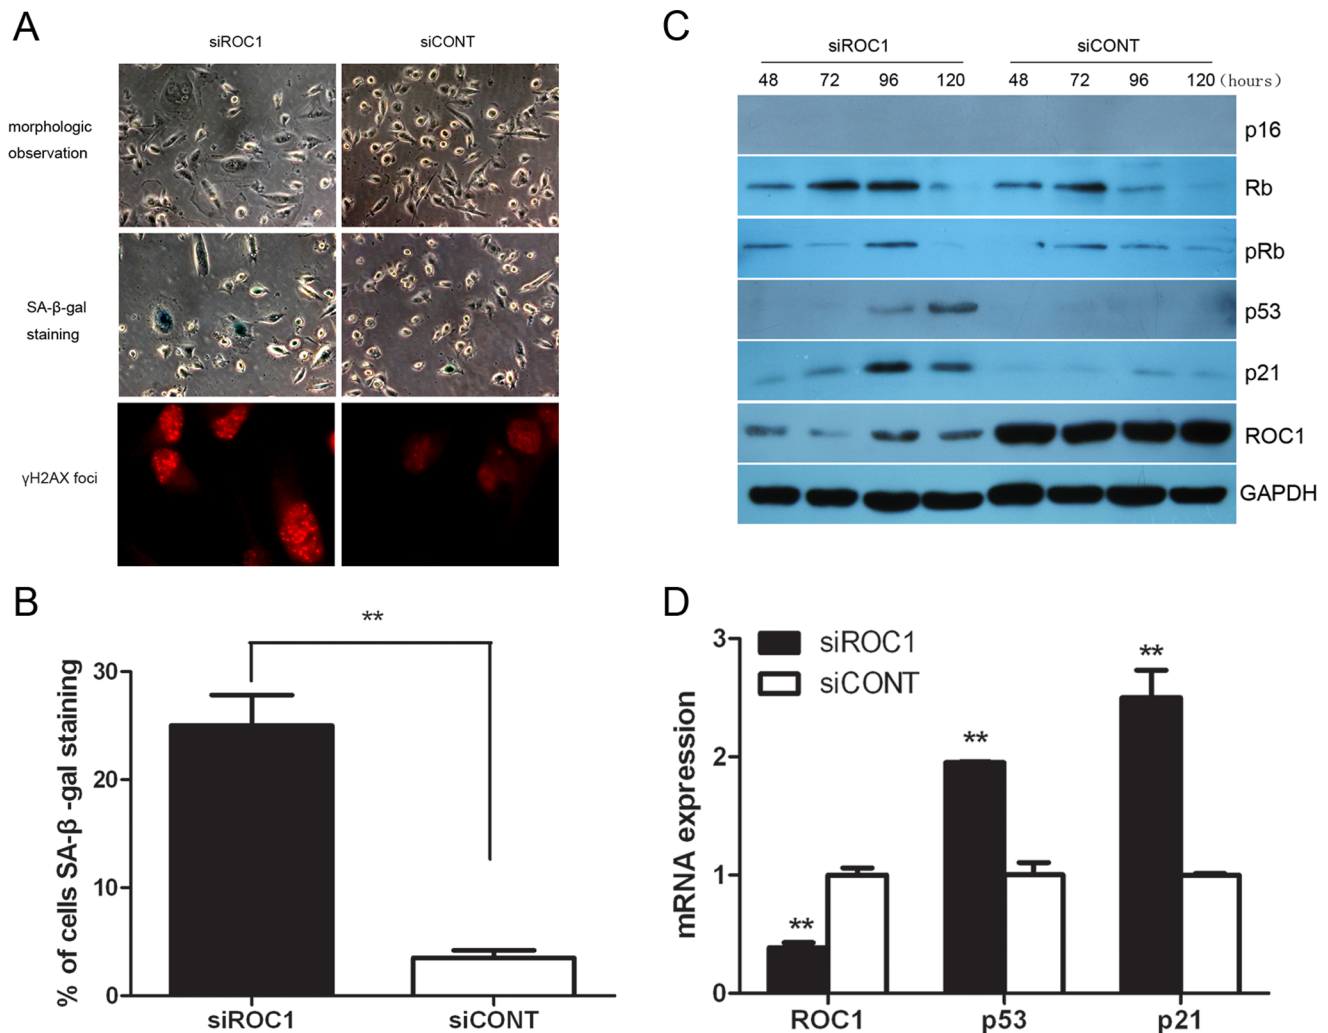 A
siROC1 siCONT
morphologic
observation
SA-β-gal
staining
γH2AX foci
B
**
% of cells SA-β -gal staining
30
20
10
0
siROC1 siCONT
C
siROC1 siCONT
48 72 96 120 48 72 96 120 (hours)
p16
Rb
pRb
p53
p21
ROC1
GAPDH
D
siROC1
siCONT
mRNA expression
3
2
1
0
**
**
**
ROC1 p53 p21